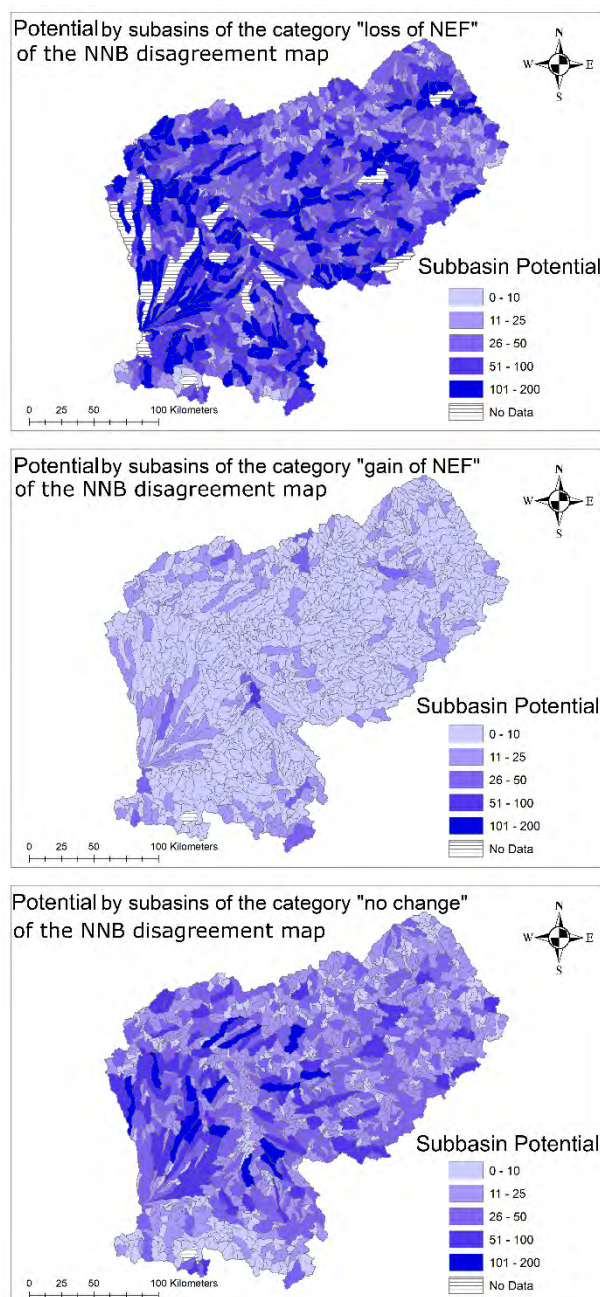 Potential by subasins of the category "loss of NEF"
of the NNB disagreement map
N
W E
S
Subbasin Potential
0 - 10
11 - 25
26 - 50
51 - 100
101 - 200
No Data
0 25 50 100 Kilometers
Potential by subasins of the category "gain of NEF"
of the NNB disagreement map
N
W E
S
Subbasin Potential
0 - 10
11 - 25
26 - 50
51 - 100
101 - 200
No Data
0 25 50 100 Kilometers
Potential by subasins of the category "no change"
of the NNB disagreement map
N
W E
S
Subbasin Potential
0 - 10
11 - 25
26 - 50
51 - 100
101 - 200
No Data
0 25 50 100 Kilometers